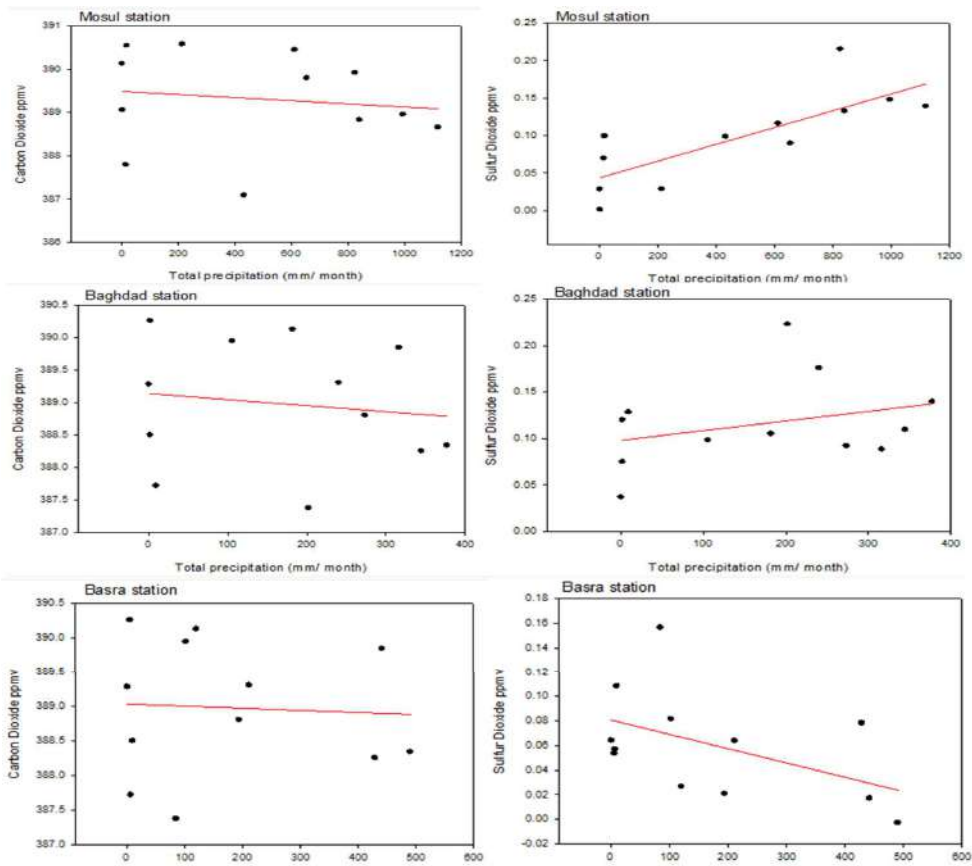 Mosul station
Carbon Dioxide ppmv
391
390
389
388
387
386
0 200 400 600 800 1000 1200
Total precipitation (mm/ month)
Mosul station
Sulfur Dioxide ppmv
0.25
0.20
0.15
0.10
0.05
0.00
0 200 400 600 800 1000 1200
Total precipitation (mm/ month)
Baghdad station
Carbon Dioxide ppmv
390.5
390.0
389.5
389.0
388.5
388.0
387.5
387.0
0 100 200 300 400
Total precipitation (mm/ month)
Baghdad station
Sulfur Dioxide ppmv
0.25
0.20
0.15
0.10
0.05
0.00
0 100 200 300 400
Total precipitation (mm/ month)
Basra station
Carbon Dioxide ppmv
390.5
390.0
389.5
389.0
388.5
388.0
387.5
387.0
0 100 200 300 400 500 600
Basra station
Sulfur Dioxide ppmv
0.18
0.16
0.14
0.12
0.10
0.08
0.06
0.04
0.02
0.00
-0.02
0 100 200 300 400 500 600